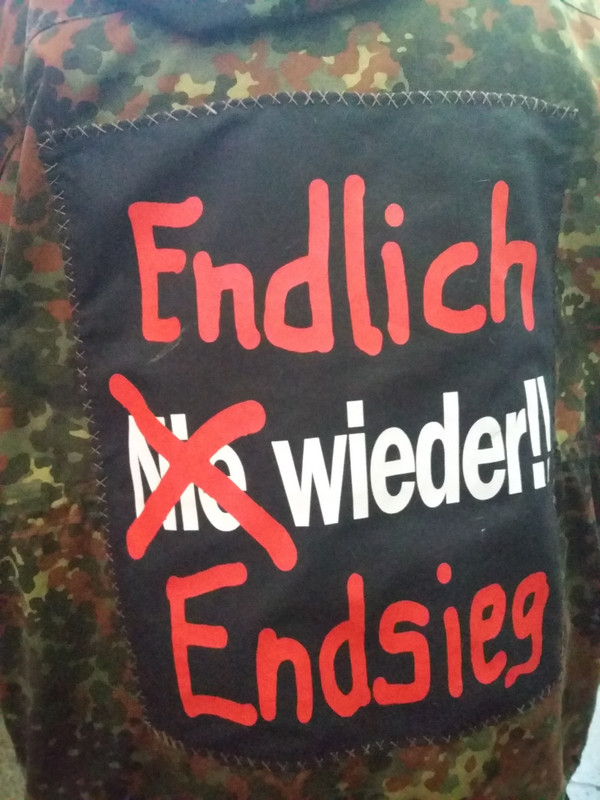 Endlich
Nie wieder!!
Endsieg